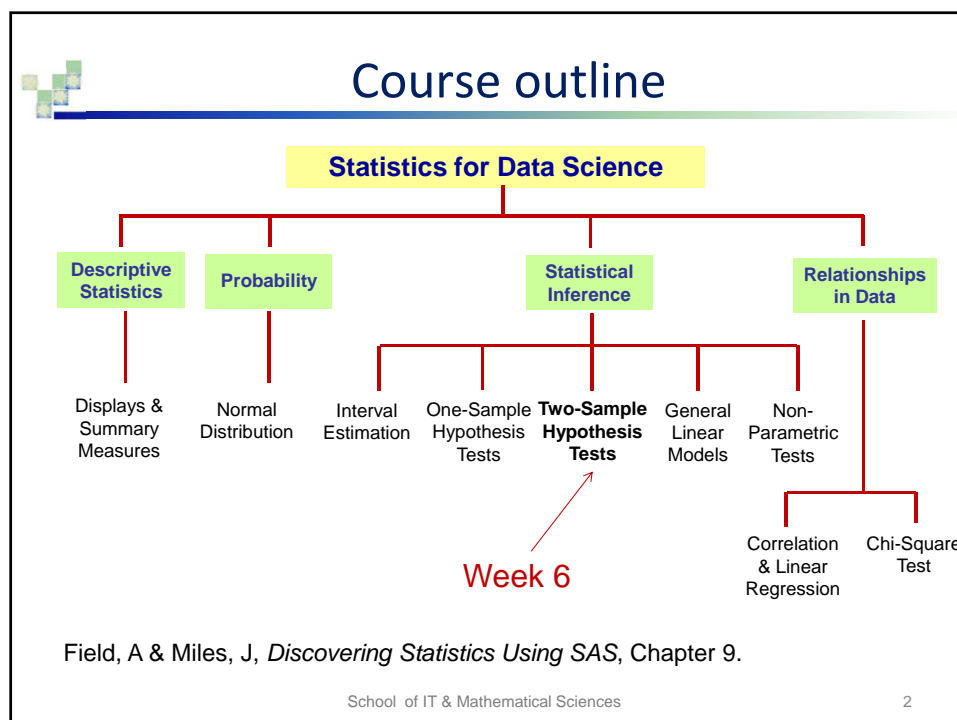 Course outline
Statistics for Data Science
Descriptive
Statistics
Probability
Statistical
Inference
Relationships
in Data
Displays &
Summary
Measures
Normal
Distribution
Interval
Estimation
One-Sample
Hypothesis
Tests
Two-Sample
Hypothesis
Tests
General
Linear
Models
Non-
Parametric
Tests
Correlation
& Linear
Regression
Chi-Square
Test
Week 6
Field, A & Miles, J, Discovering Statistics Using SAS, Chapter 9.
School of IT & Mathematical Sciences
2